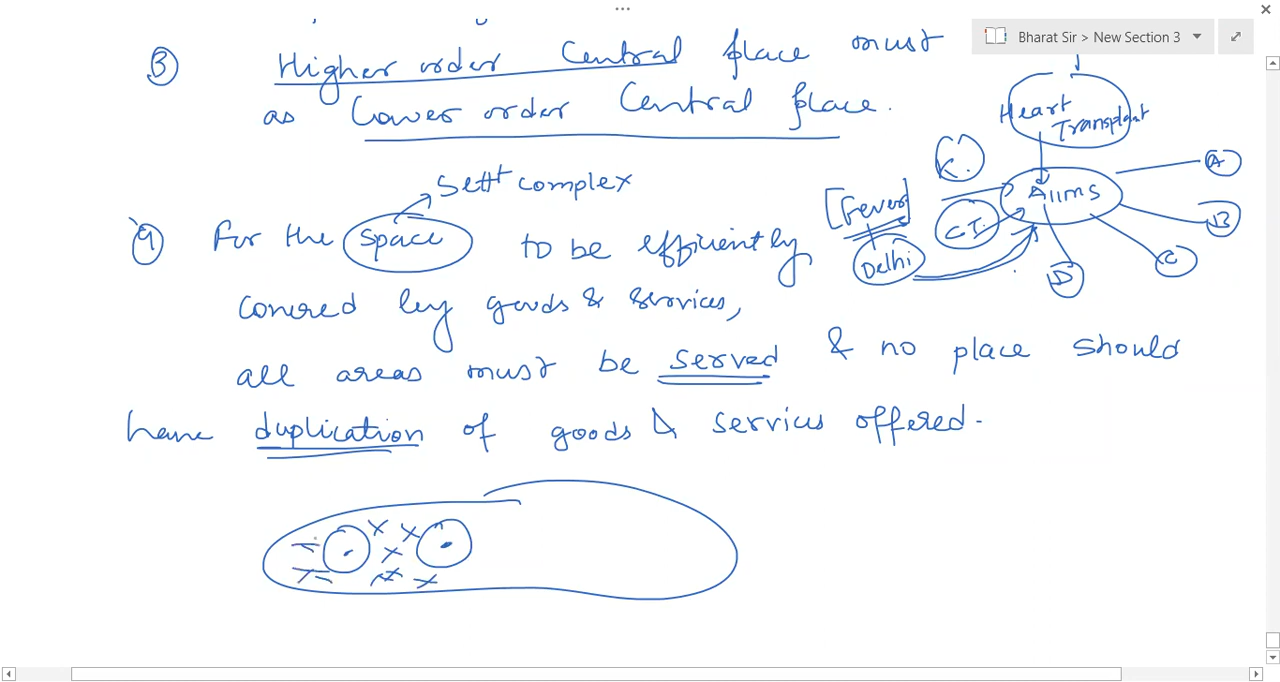 Bharat Sir > New Section 3
③ Higher order Central place must
as Lower order Central place.
Heart
Transplant
K.
AIIMS
A
B
C
D
[Fever]
G.I.
Delhi
Settt complex
④ For the space to be efficiently
covered by goods & services,
all areas must be served & no place should
have duplication of goods & services offered.